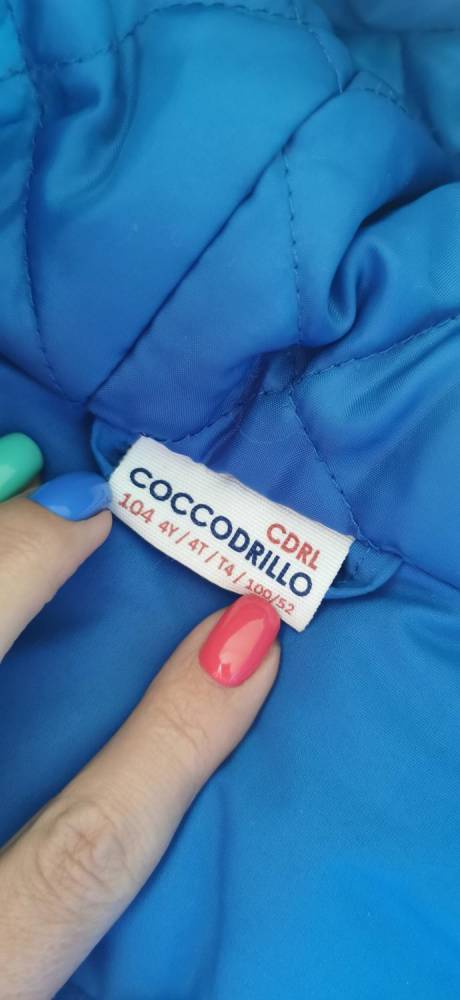 CDRL
COCCODRILLO
104 4Y / 4T / T4 / 100/52